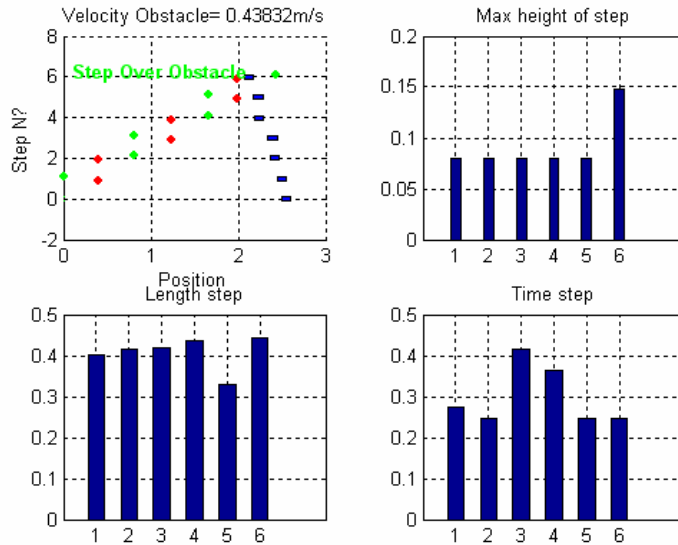 Velocity Obstacle= 0.43832m/s
8
6
4
2
0
-2
Step N?
Step Over Obstacle
0 1 2 3
Position
Max height of step
0.2
0.15
0.1
0.05
0
1 2 3 4 5 6
Length step
0.5
0.4
0.3
0.2
0.1
0
1 2 3 4 5 6
Time step
0.5
0.4
0.3
0.2
0.1
0
1 2 3 4 5 6